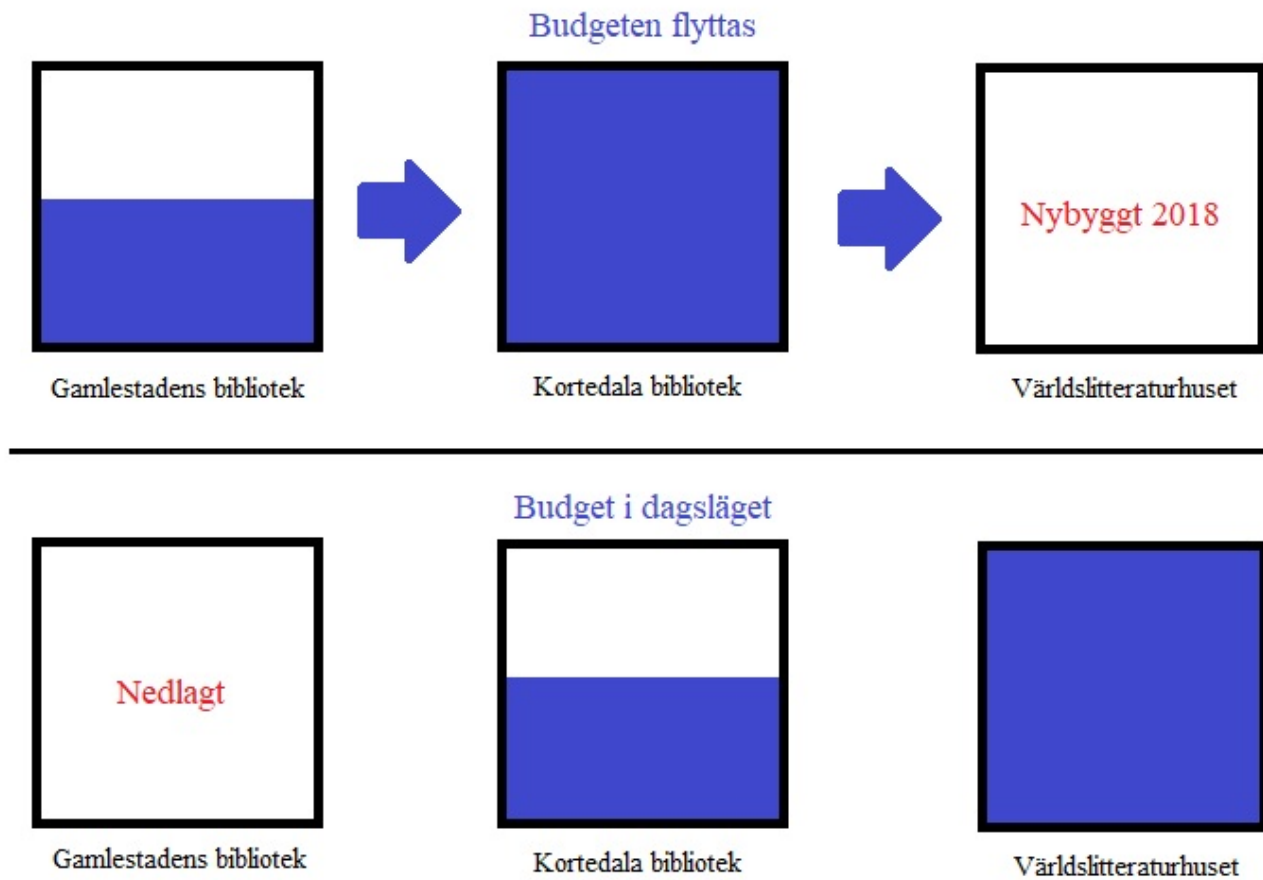 Budgeten flyttas
Nybyggt 2018
Gamlestadens bibliotek
Kortedala bibliotek
Världslitteraturhuset
Budget i dagsläget
Nedlagt
Gamlestadens bibliotek
Kortedala bibliotek
Världslitteraturhuset